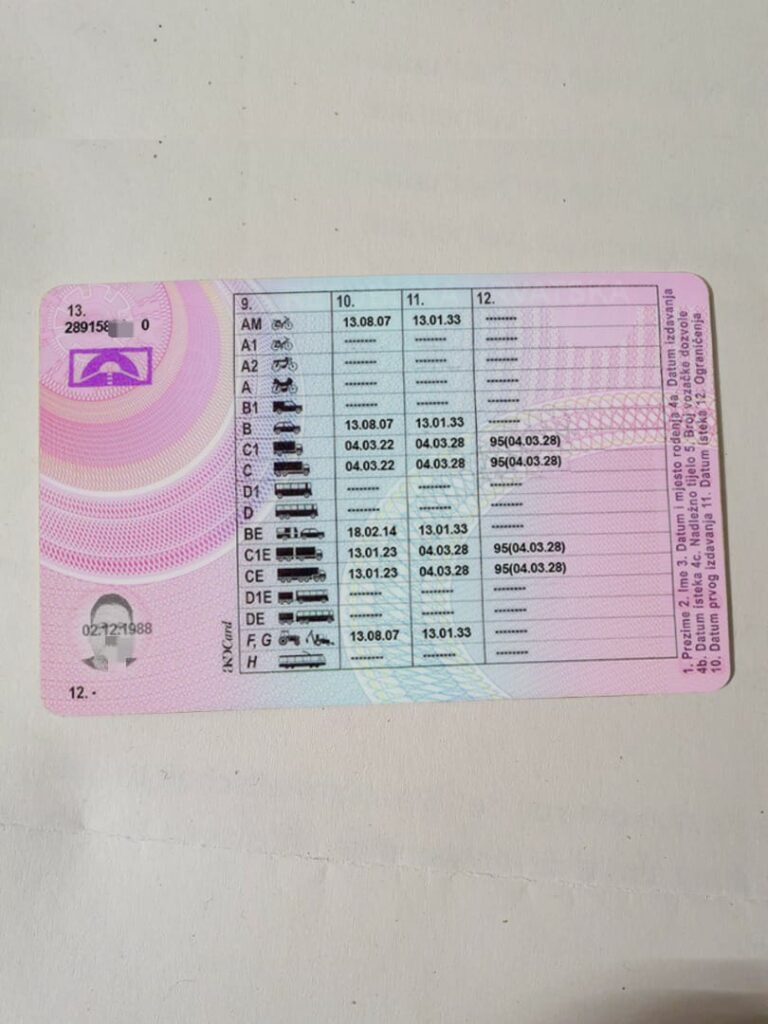 13.
289158 0
9. 10. 11. 12.
AM 13.08.07 13.01.33 -------
A1 ------- ------- -------
A2 ------- ------- -------
A ------- ------- -------
B1 ------- ------- -------
B 13.08.07 13.01.33 -------
C1 04.03.22 04.03.28 95(04.03.28)
C 04.03.22 04.03.28 95(04.03.28)
D1 ------- ------- -------
D ------- ------- -------
BE 18.02.14 13.01.33 -------
C1E 13.01.23 04.03.28 95(04.03.28)
CE 13.01.23 04.03.28 95(04.03.28)
D1E ------- ------- -------
DE ------- ------- -------
F, G 13.08.07 13.01.33 -------
H ------- ------- -------
02.12.1988
12. -
1. Prezime 2. Ime 3. Datum i mjesto rođenja 4a. Datum izdavanja
4b. Datum isteka 4c. Nadležno tijelo 5. Broj vozačke dozvole
10. Datum prvog izdavanja 11. Datum isteka 12. Ograničenja